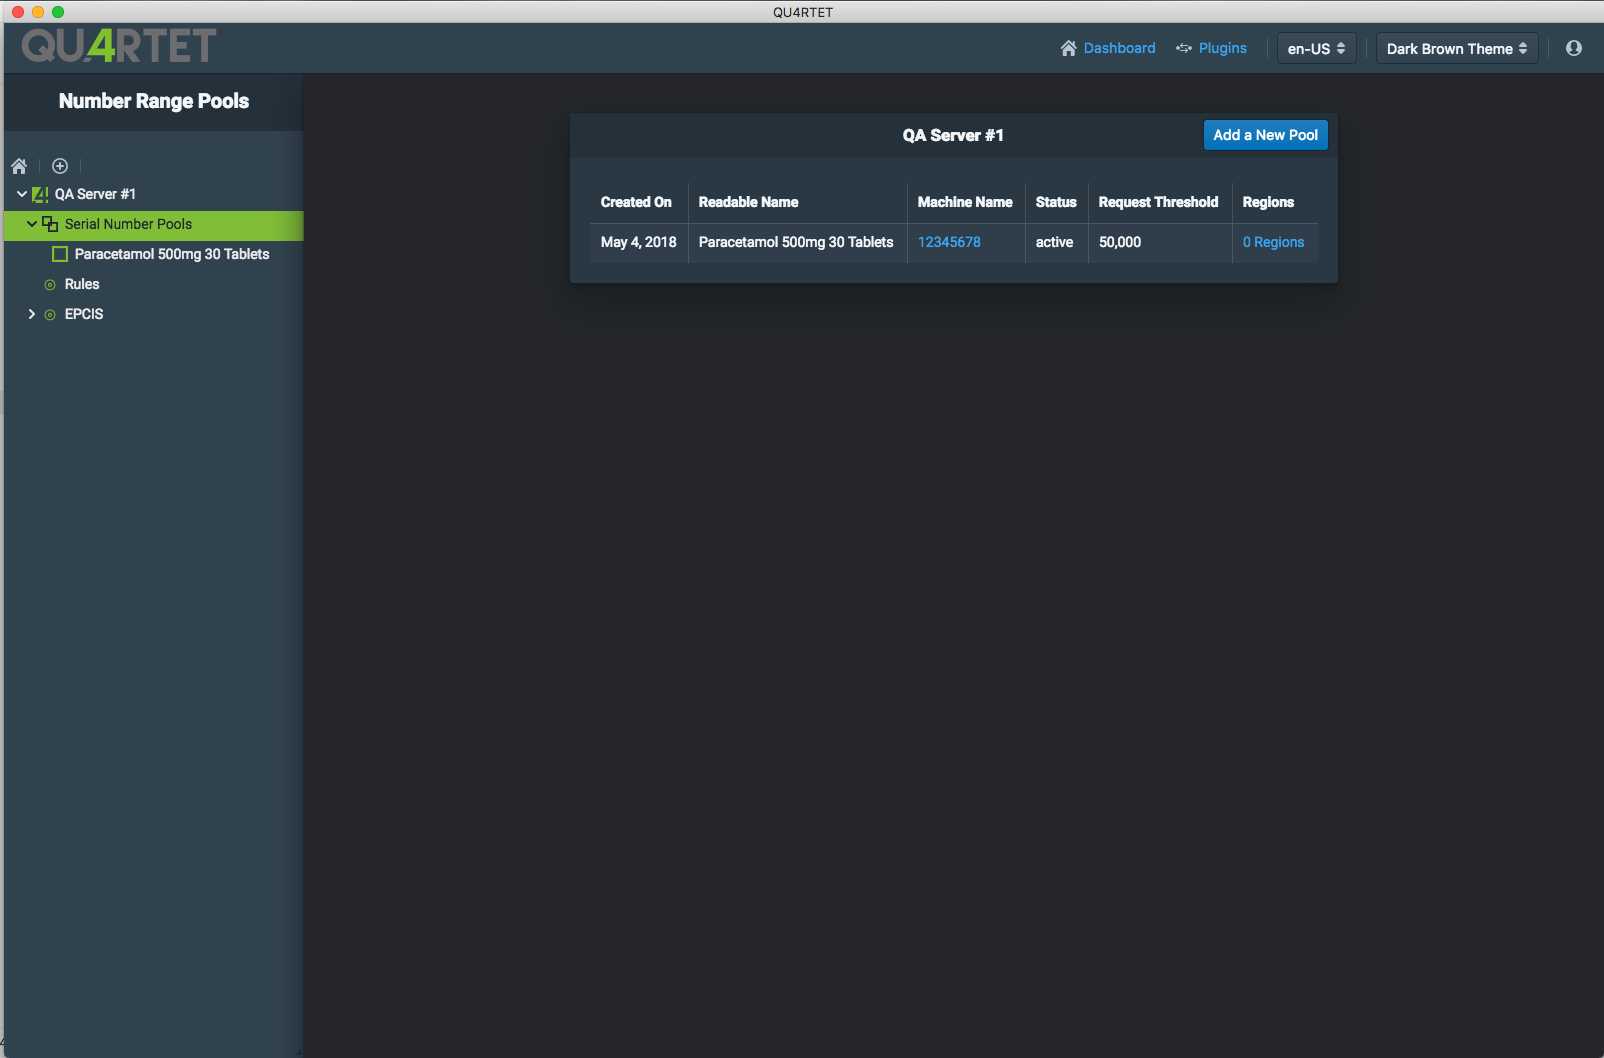 QU4RTET
QU4RTET
Dashboard
Plugins
en-US
Dark Brown Theme
Number Range Pools
QA Server #1
Serial Number Pools
Paracetamol 500mg 30 Tablets
Rules
EPCIS
QA Server #1
Add a New Pool
Created On Readable Name Machine Name Status Request Threshold Regions
May 4, 2018 Paracetamol 500mg 30 Tablets 12345678 active 50,000 0 Regions